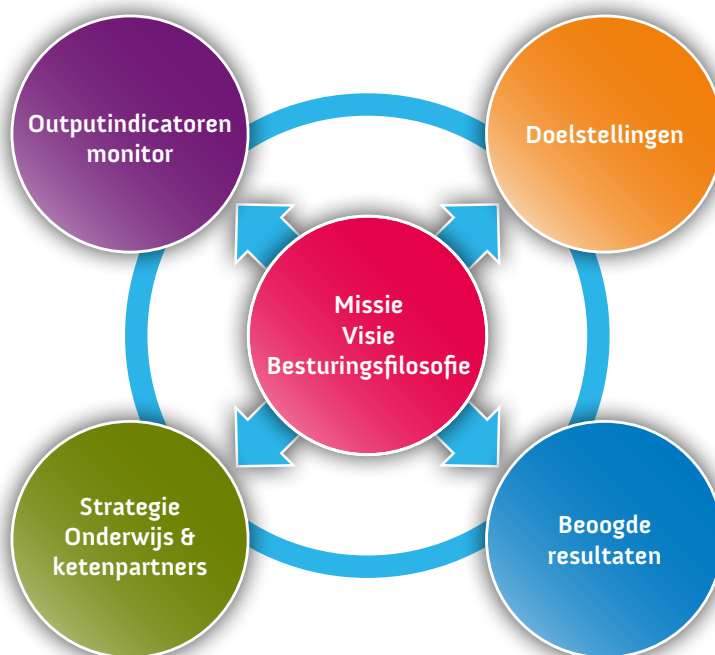 Outputindicatoren
monitor
Doelstellingen
Missie
Visie
Besturingsfilosofie
Strategie
Onderwijs &
ketenpartners
Beoogde
resultaten